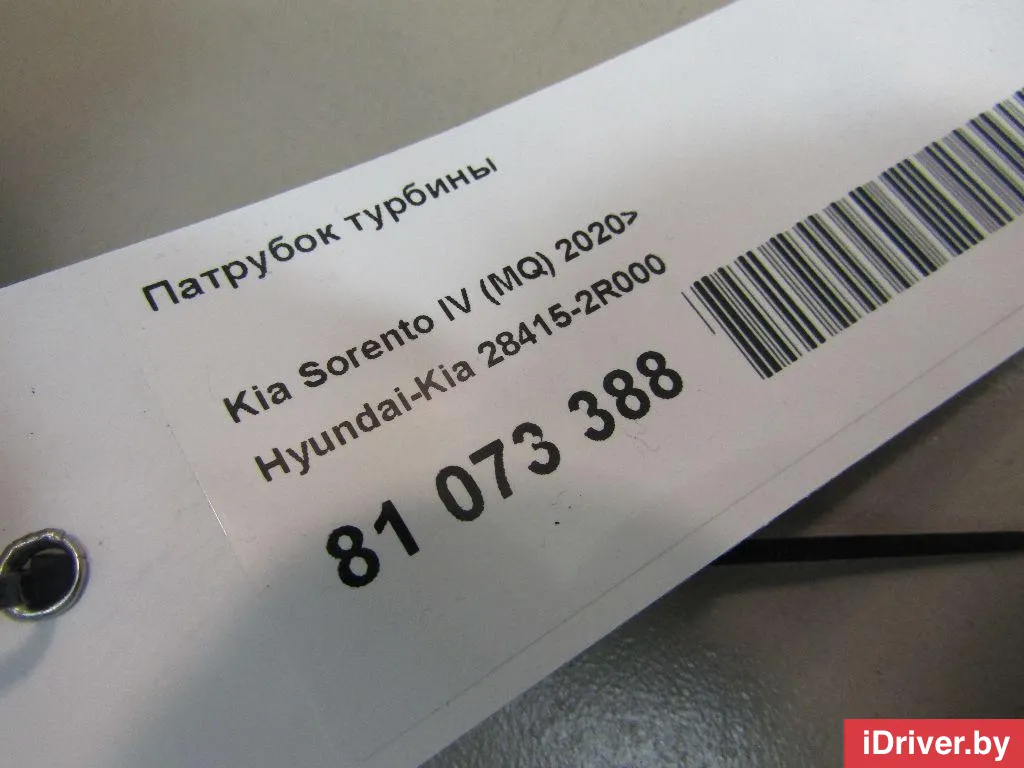 Патрубок турбины
Kia Sorento IV (MQ) 2020>
Hyundai-Kia 28415-2R000
81 073 388
iDriver.by